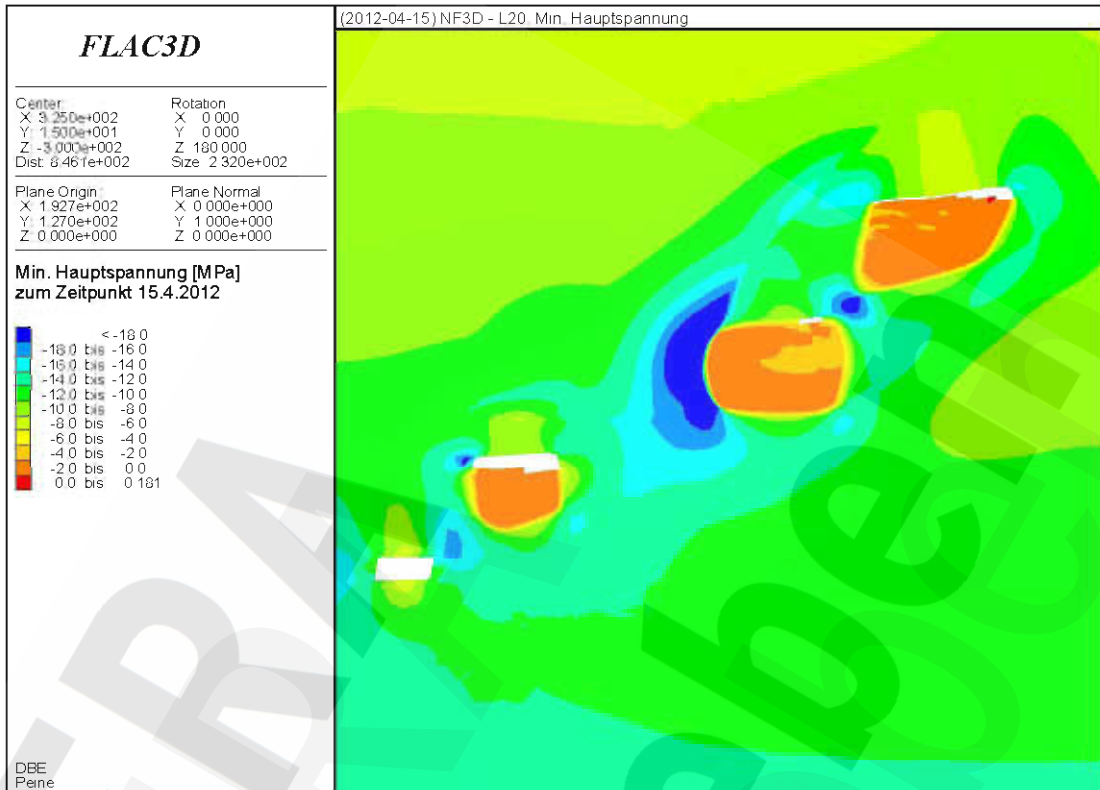 (2012-04-15) NF3D - L20, Min. Hauptspannung
FLAC3D
Center: Rotation
X: 3.250e+002 X: 0.000
Y: 1.500e+001 Y: 0.000
Z: -3.000e+002 Z: 180.000
Dist: 8.461e+002 Size: 2.320e+002
Plane Origin: Plane Normal
X: 1.927e+002 X: 0.000e+000
Y: 1.270e+002 Y: 1.000e+000
Z: 0.000e+000 Z: 0.000e+000
Min. Hauptspannung [MPa]
zum Zeitpunkt 15.4.2012
< -18.0
-18.0 bis -16.0
-16.0 bis -14.0
-14.0 bis -12.0
-12.0 bis -10.0
-10.0 bis -8.0
-8.0 bis -6.0
-6.0 bis -4.0
-4.0 bis -2.0
-2.0 bis 0.0
0.0 bis 0.181
DBE
Peine